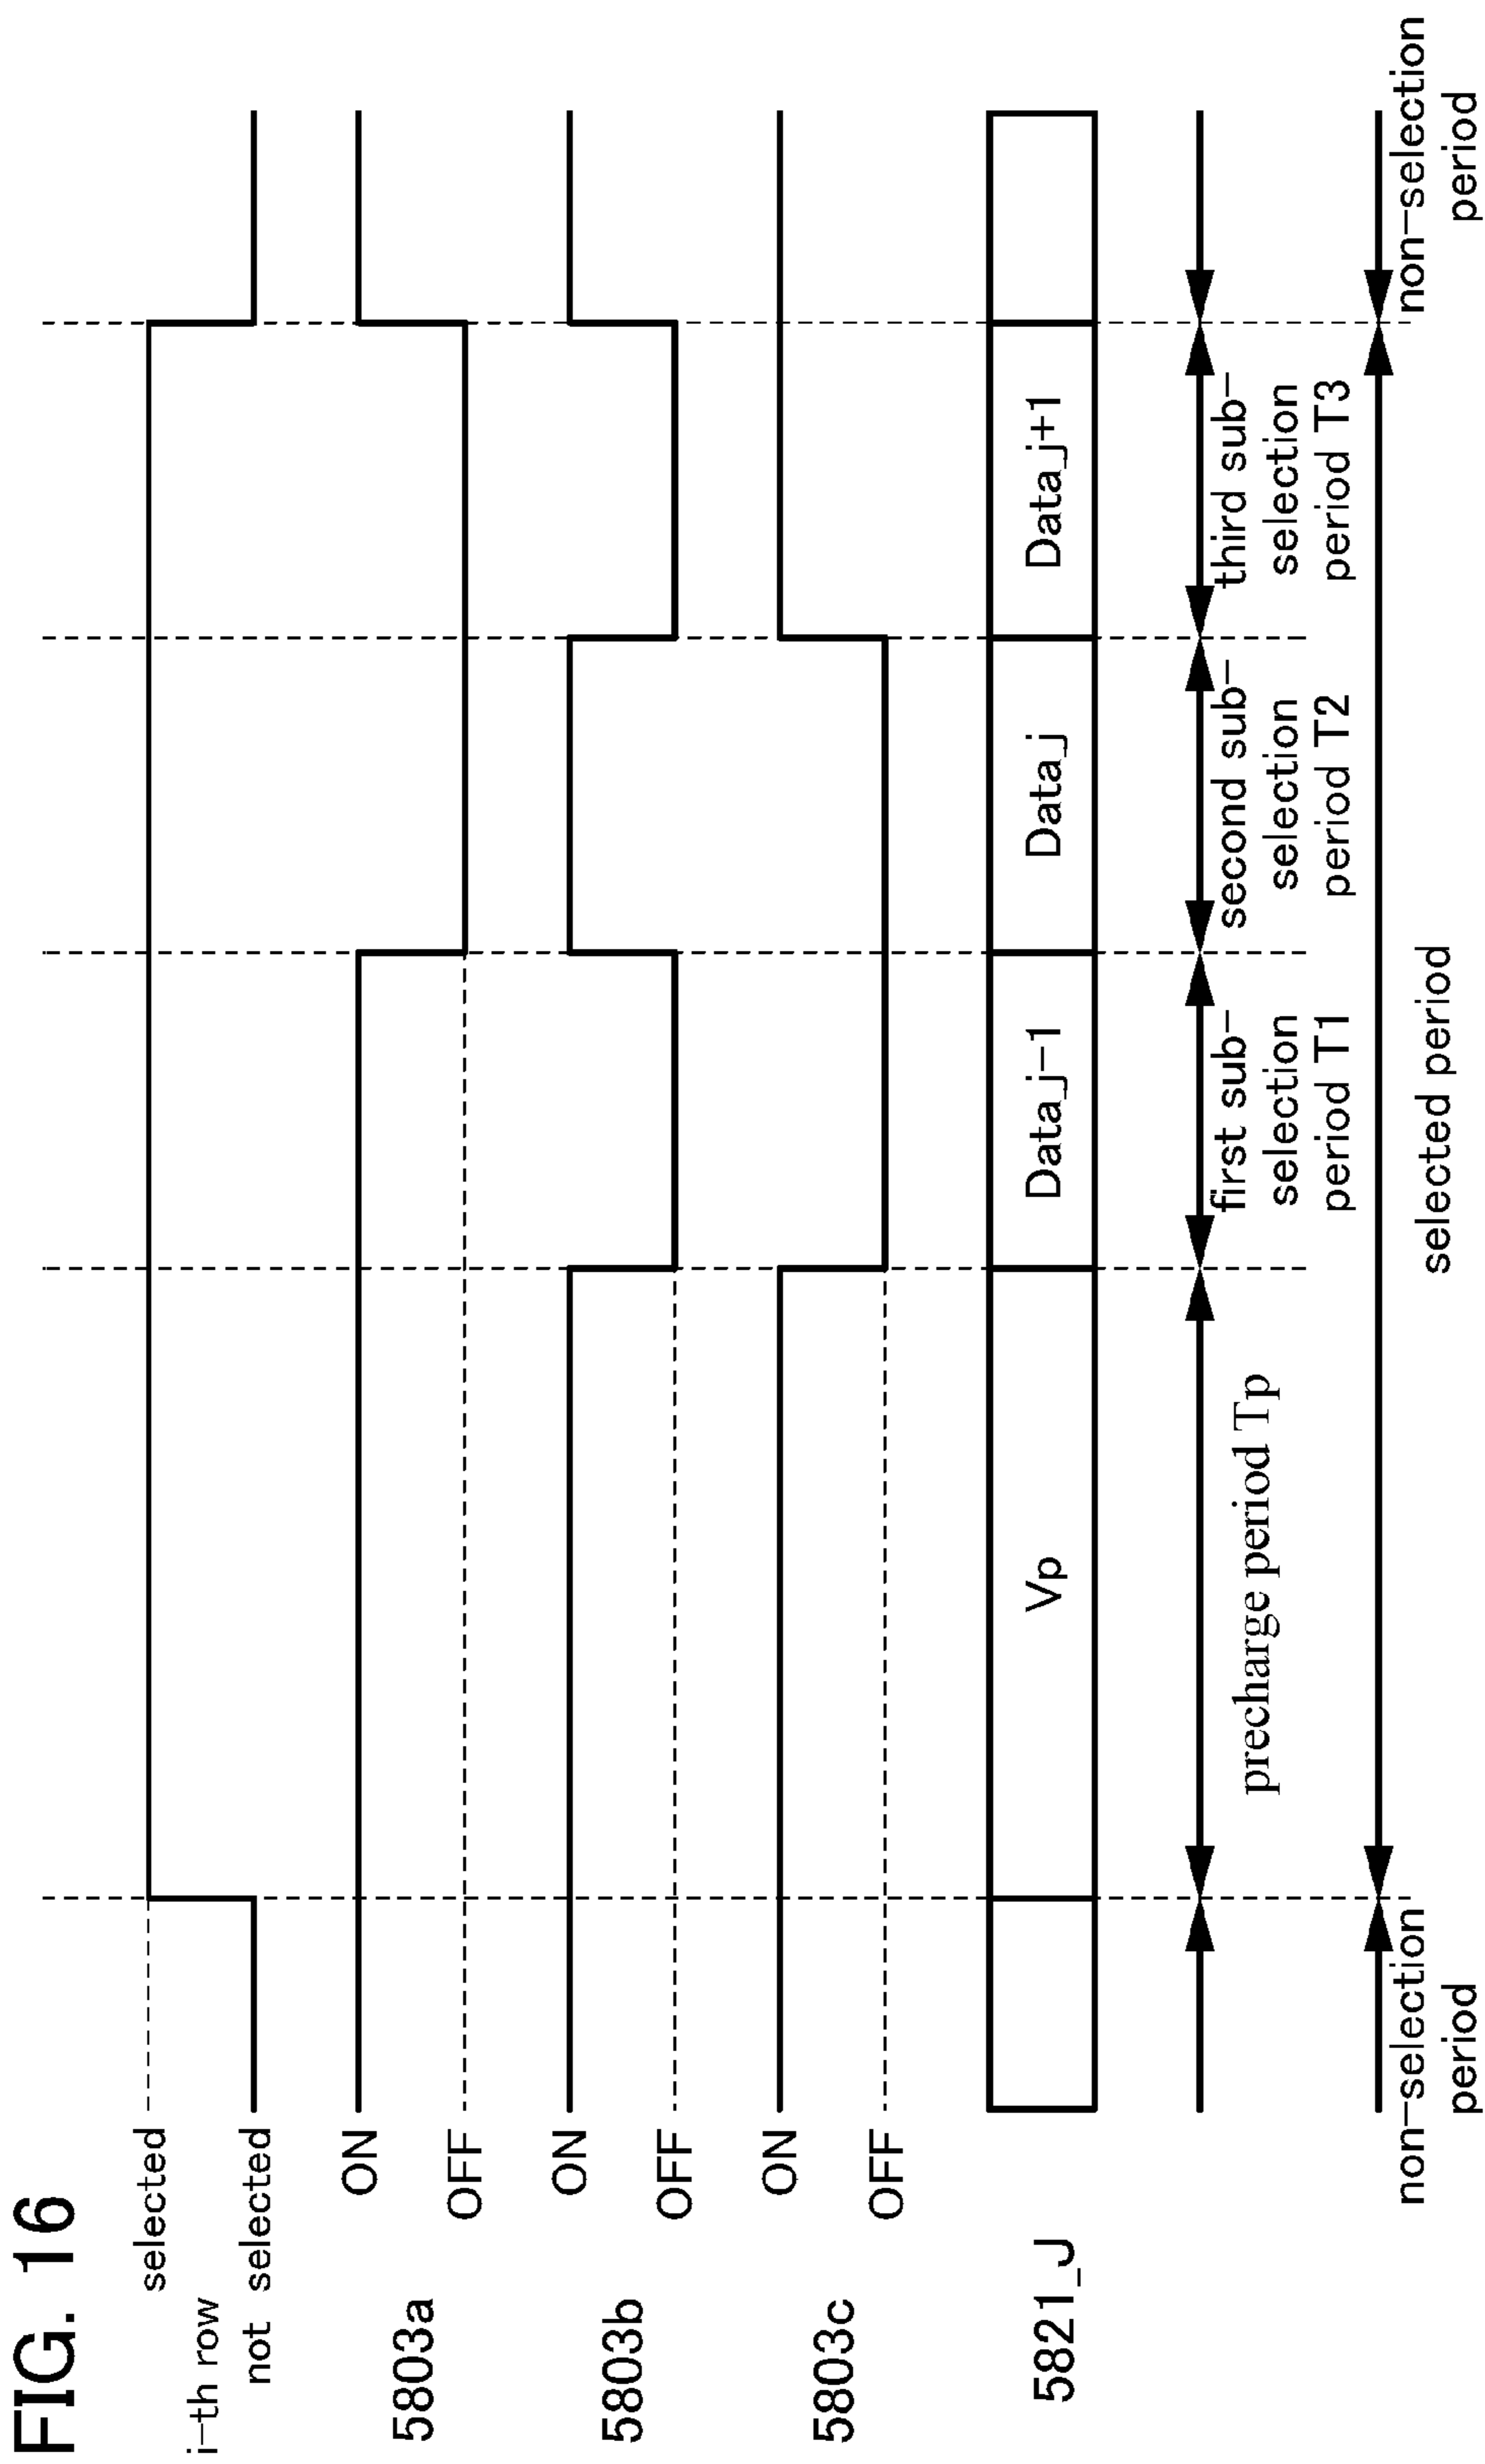 FIG. 16
selected
i-th row
not selected
5803a
ON
OFF
5803b
ON
OFF
5803c
ON
OFF
5821_J
Vp
Data_j-1
Data_j
Data_j+1
precharge period Tp
first sub-
selection
period T1
second sub-
selection
period T2
third sub-
selection
period T3
non-selection
period
selected period
non-selection
period